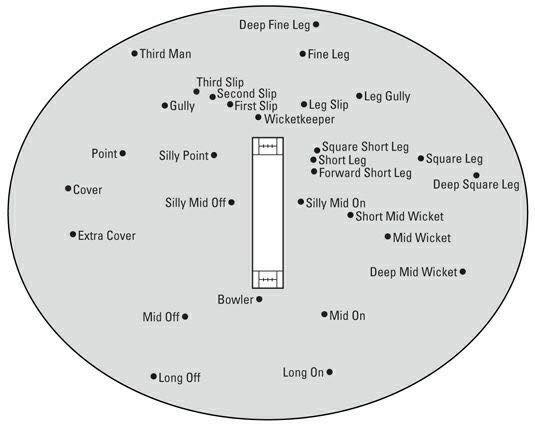 Deep Fine Leg
Third Man
Fine Leg
Third Slip
Second Slip
Leg Gully
Gully
First Slip
Leg Slip
Wicketkeeper
Square Short Leg
Point
Silly Point
Short Leg
Square Leg
Forward Short Leg
Deep Square Leg
Cover
Silly Mid Off
Silly Mid On
Short Mid Wicket
Extra Cover
Mid Wicket
Deep Mid Wicket
Bowler
Mid Off
Mid On
Long On
Long Off